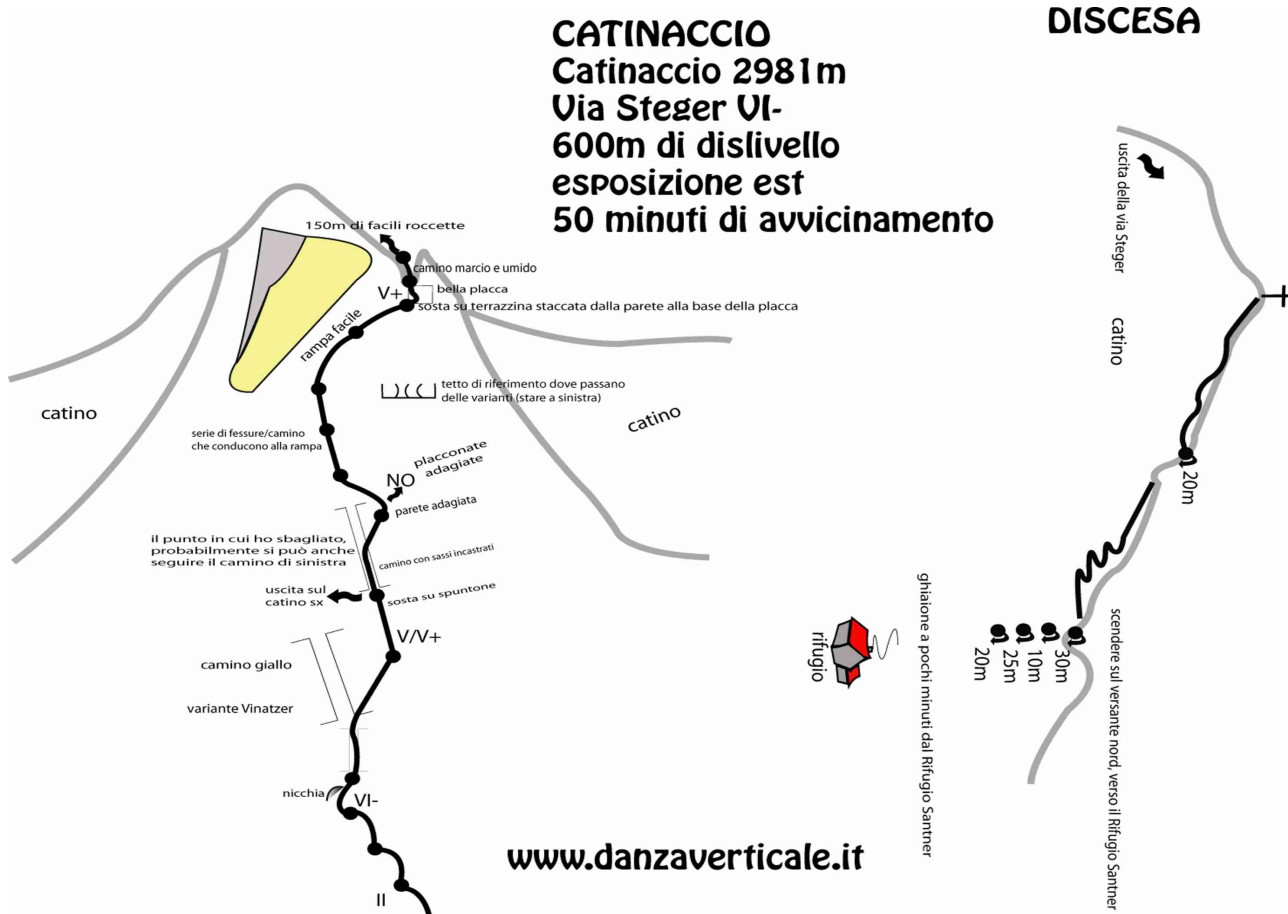 CATINACCIO
Catinaccio 2981m
Via Steger VI-
600m di dislivello
esposizione est
50 minuti di avvicinamento
150m di facili roccette
camino marcio e umido
bella placca
V+
sosta su terrazzina staccata dalla parete alla base della placca
rampa facile
tetto di riferimento dove passano
delle varianti (stare a sinistra)
catino
catino
serie di fessure/camino
che conducono alla rampa
placconate
adagiate
NO
parete adagiata
il punto in cui ho sbagliato,
probabilmente si può anche
seguire il camino di sinistra
camino con sassi incastrati
uscita sul
catino sx
sosta su spuntone
V/V+
camino giallo
variante Vinatzer
nicchia
VI-
II
www.danzaverticale.it
DISCESA
uscita della via Steger
catino
20m
30m
10m
25m
20m
scendere sul versante nord, verso il Rifugio Santner
ghiaione a pochi minuti dal Rifugio Santner
rifugio